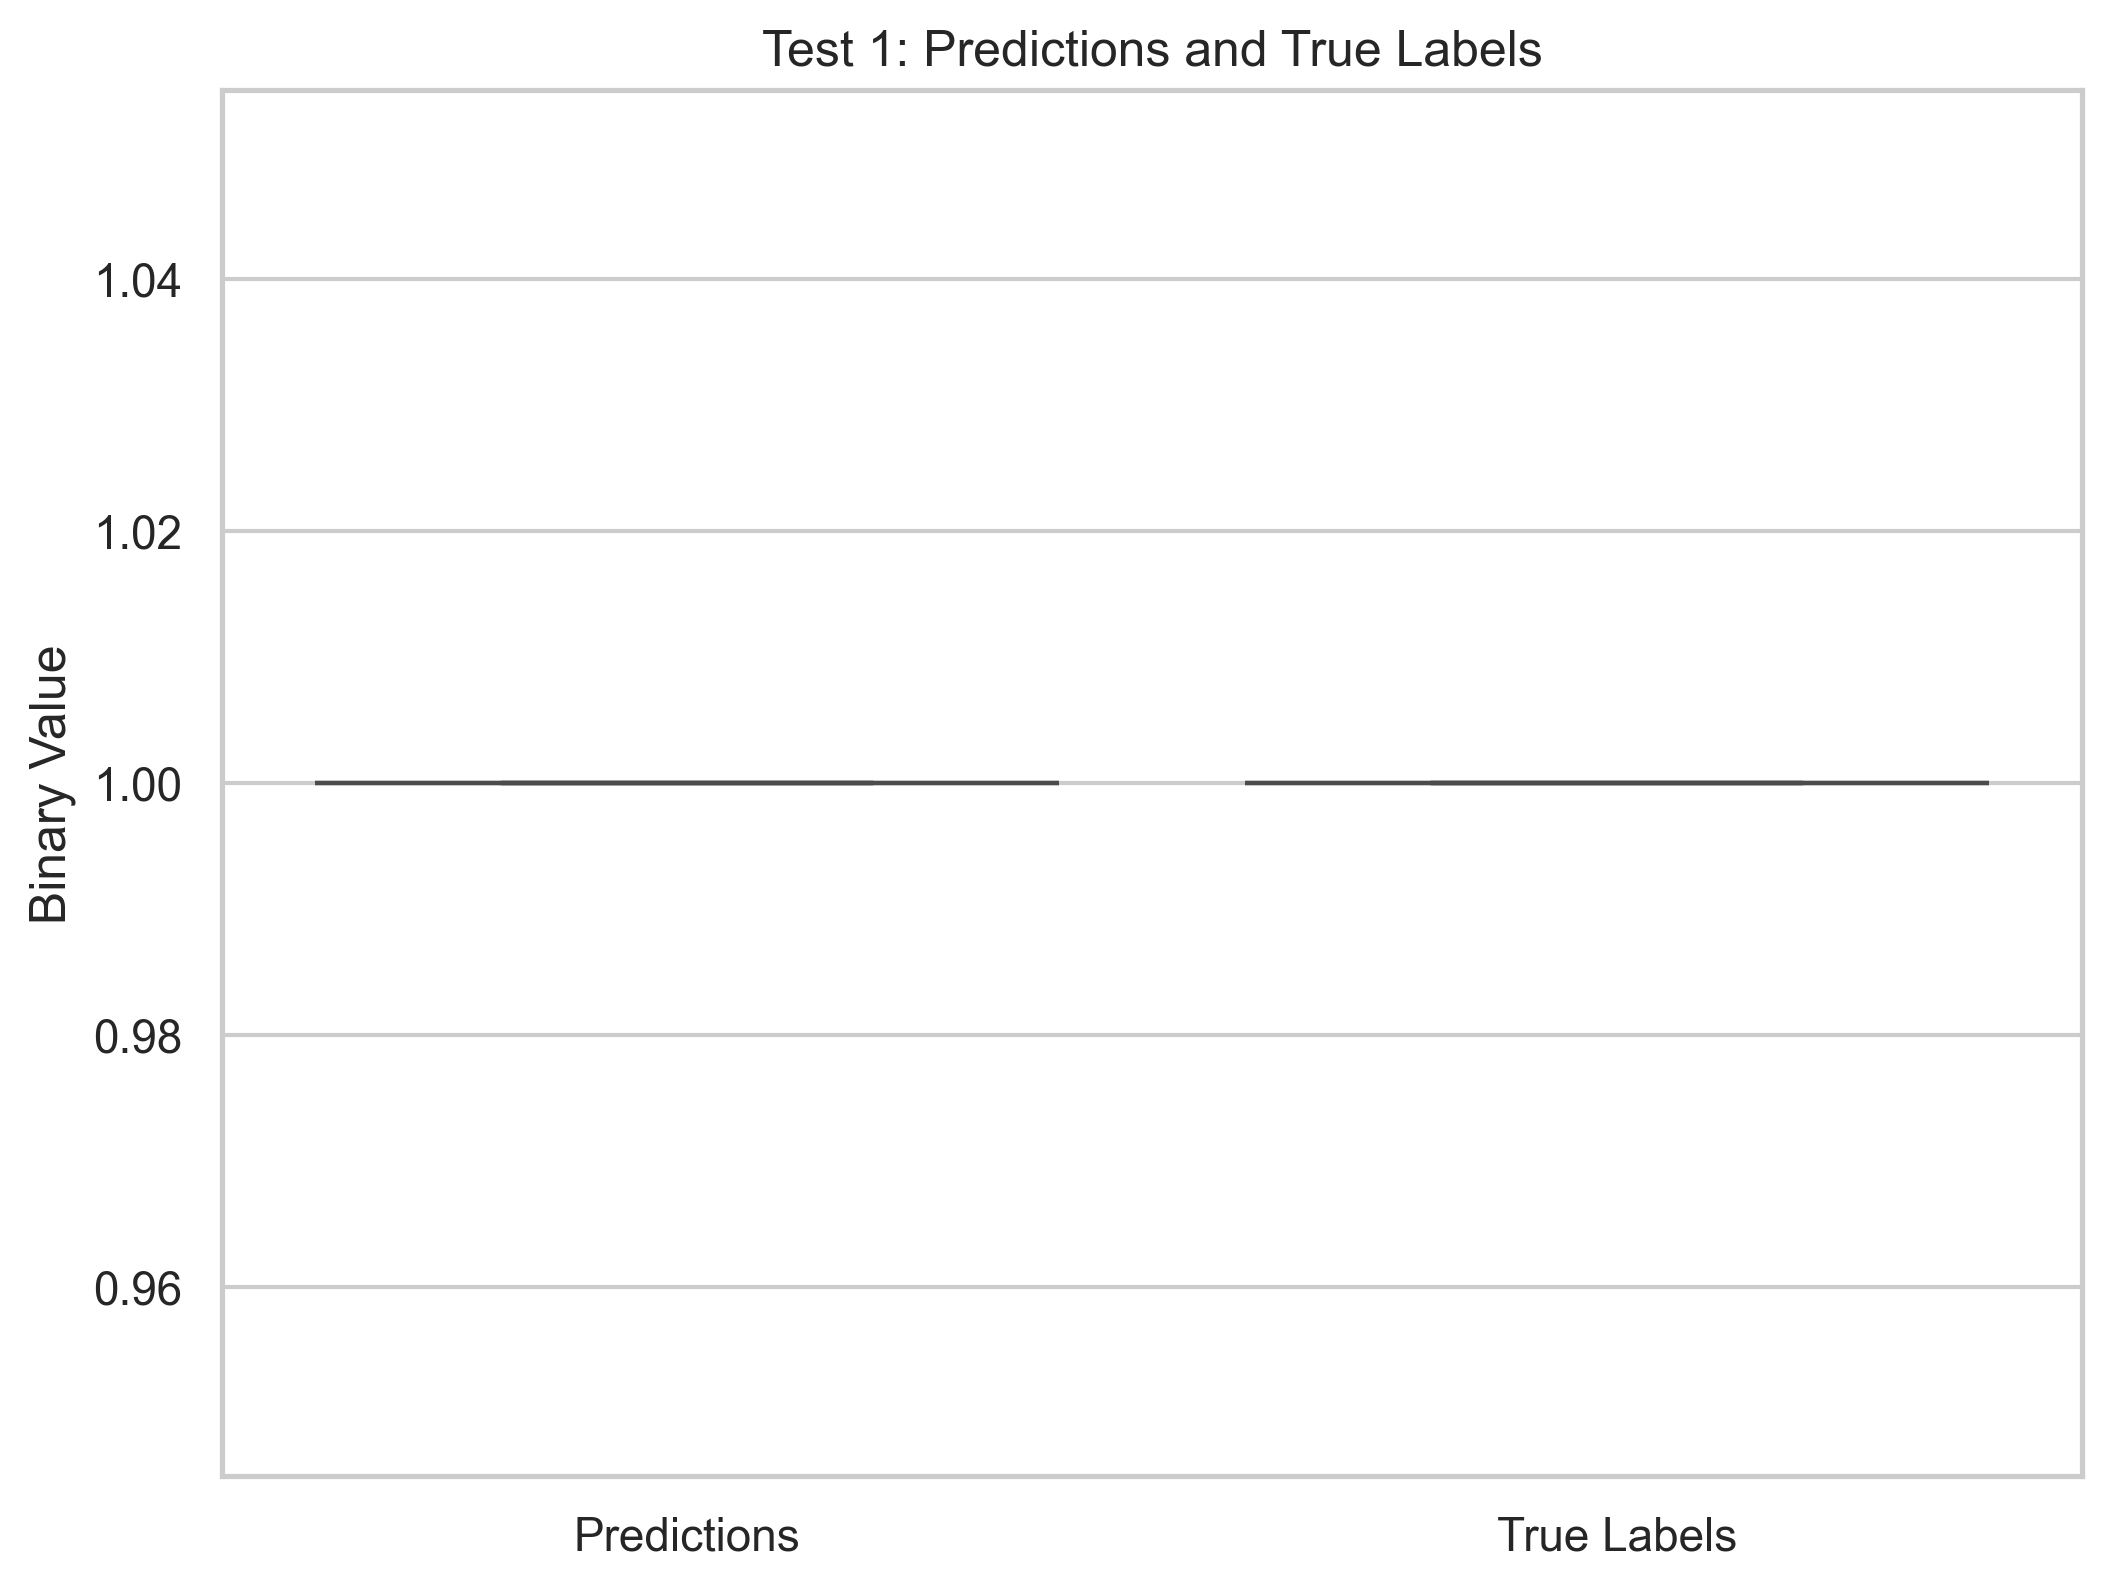 Test 1: Predictions and True Labels
Binary Value
1.04
1.02
1.00
0.98
0.96
Predictions
True Labels